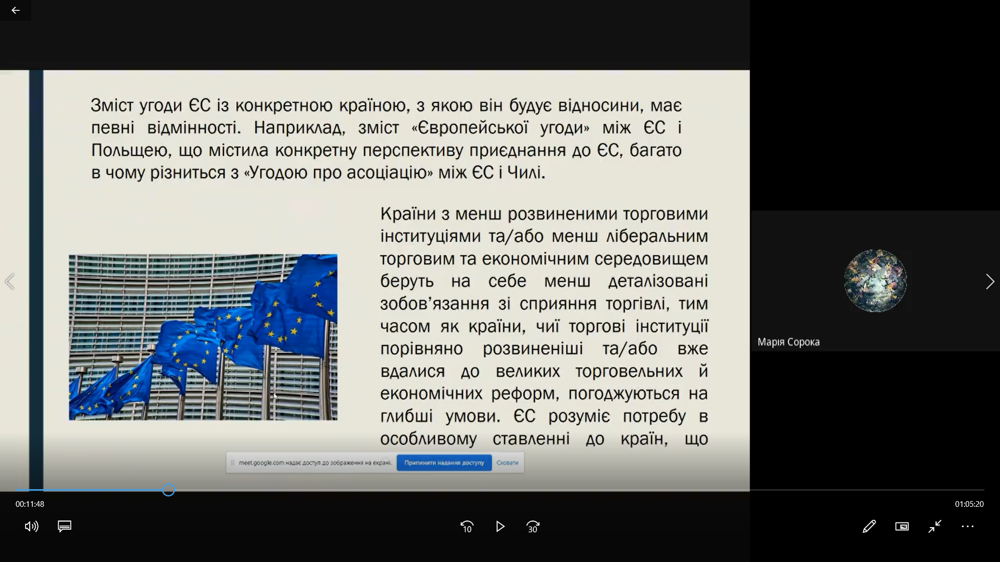 Зміст угоди ЄС із конкретною країною, з якою він будує відносини, має
певні відмінності. Наприклад, зміст «Європейської угоди» між ЄС і
Польщею, що містила конкретну перспективу приєднання до ЄС, багато
в чому різниться з «Угодою про асоціацію» між ЄС і Чилі.
Країни з менш розвиненими торговими
інституціями та/або менш ліберальним
торговим та економічним середовищем
беруть на себе менш деталізовані
зобов’язання зі сприяння торгівлі, тим
часом як країни, чиї торгові інституції
порівняно розвиненіші та/або вже
вдалися до великих торговельних й
економічних реформ, погоджуються на
глибші умови. ЄС розуміє потребу в
особливому ставленні до країн, що
Марія Сорока
meet.google.com надає доступ до зображення на екрані.
Припинити надання доступу
Сховати
00:11:48
01:05:20
10
30